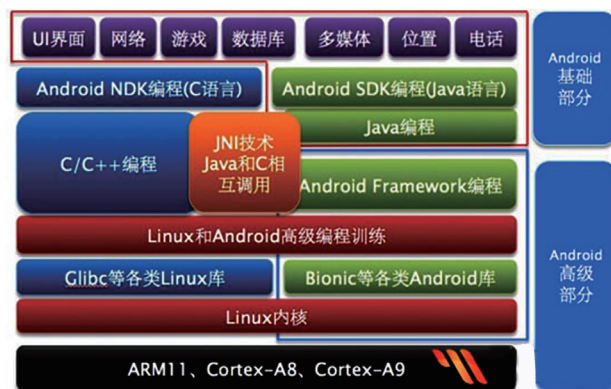 UI界面 网络 游戏 数据库 多媒体 位置 电话
Android NDK编程(C语言) Android SDK编程(Java语言)
Java编程
C/C++编程
JNI技术
Java和C相
互调用
Android Framework编程
Linux和Android高级编程训练
Glibc等各类Linux库 Bionic等各类Android库
Linux内核
ARM11、Cortex-A8、Cortex-A9
Android
基础
部分
Android
高级
部分